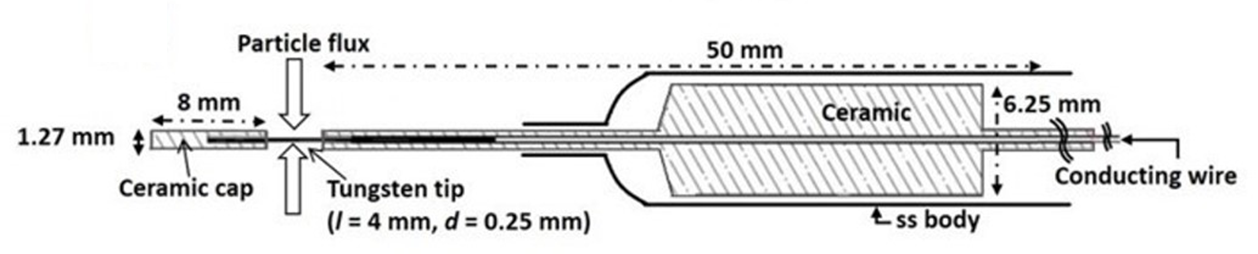 Particle flux
50 mm
8 mm
Ceramic
6.25 mm
1.27 mm
Ceramic cap
Tungsten tip
(l = 4 mm, d = 0.25 mm)
Conducting wire
ss body